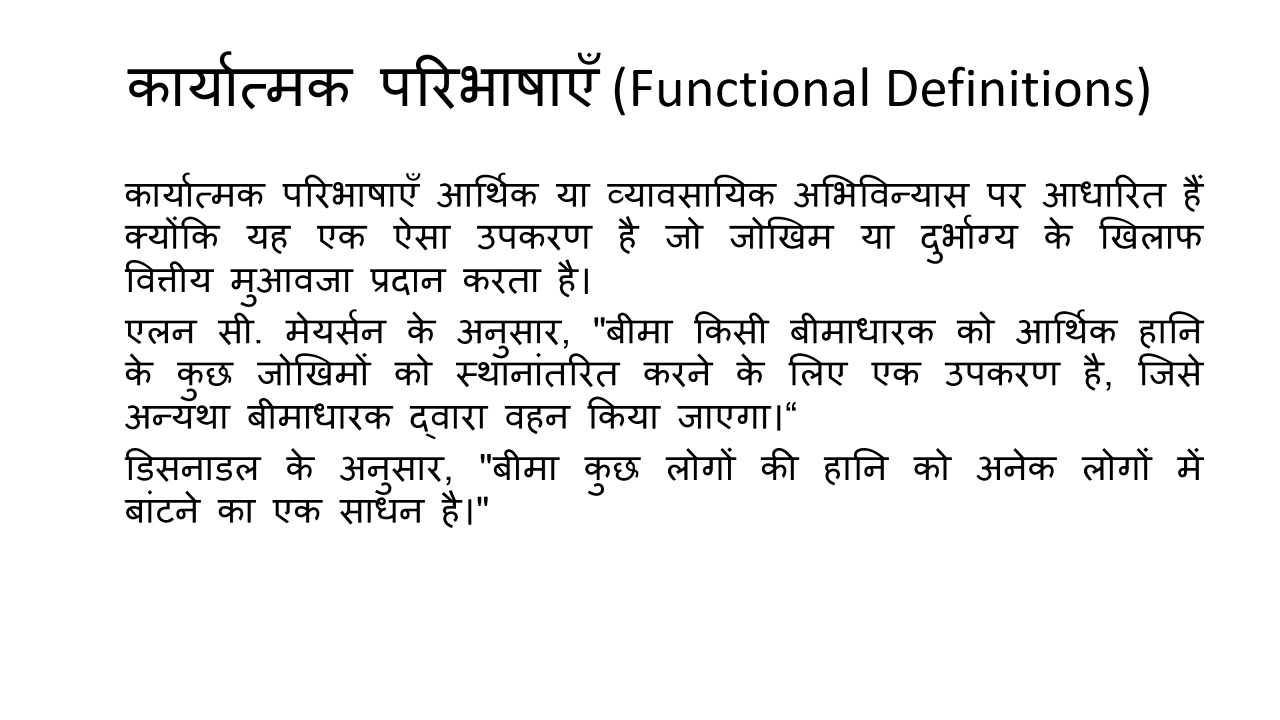 कार्यात्मक परिभाषाएँ (Functional Definitions)
कार्यात्मक परिभाषाएँ आर्थिक या व्यावसायिक अभिविन्यास पर आधारित हैं
क्योंकि यह एक ऐसा उपकरण है जो जोखिम या दुर्भाग्य के खिलाफ
वित्तीय मुआवजा प्रदान करता है।
एलन सी. मेयर्सन के अनुसार, "बीमा किसी बीमाधारक को आर्थिक हानि
के कुछ जोखिमों को स्थानांतरित करने के लिए एक उपकरण है, जिसे
अन्यथा बीमाधारक द्वारा वहन किया जाएगा।“
डिसनाडल के अनुसार, "बीमा कुछ लोगों की हानि को अनेक लोगों में
बांटने का एक साधन है।"